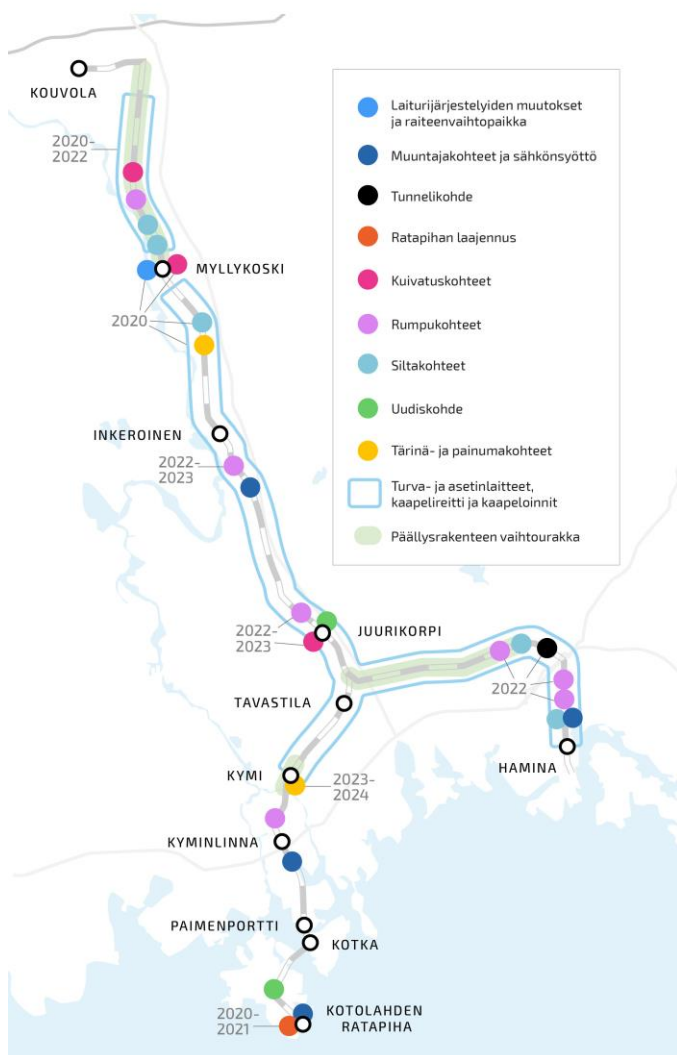 KOUVOLA
2020-
2022
MYLLYKOSKI
2020
INKEROINEN
2022-
2023
2022-
2023
JUURIKORPI
TAVASTILA
2022
HAMINA
KYMI
2023-
2024
KYMINLINNA
PAIMENPORTTI
KOTKA
2020-
2021
KOTOLAHDEN
RATAPIHA
Laiturijärjestelyiden muutokset
ja raiteenvaihtopaikka
Muuntajakohteet ja sähkönsyöttö
Tunnelikohde
Ratapihan laajennus
Kuivatuskohteet
Rumpukohteet
Siltakohteet
Uudiskohde
Tärinä- ja painumakohteet
Turva- ja asetinlaitteet,
kaapelireitti ja kaapeloinnit
Päällysrakenteen vaihtourakka